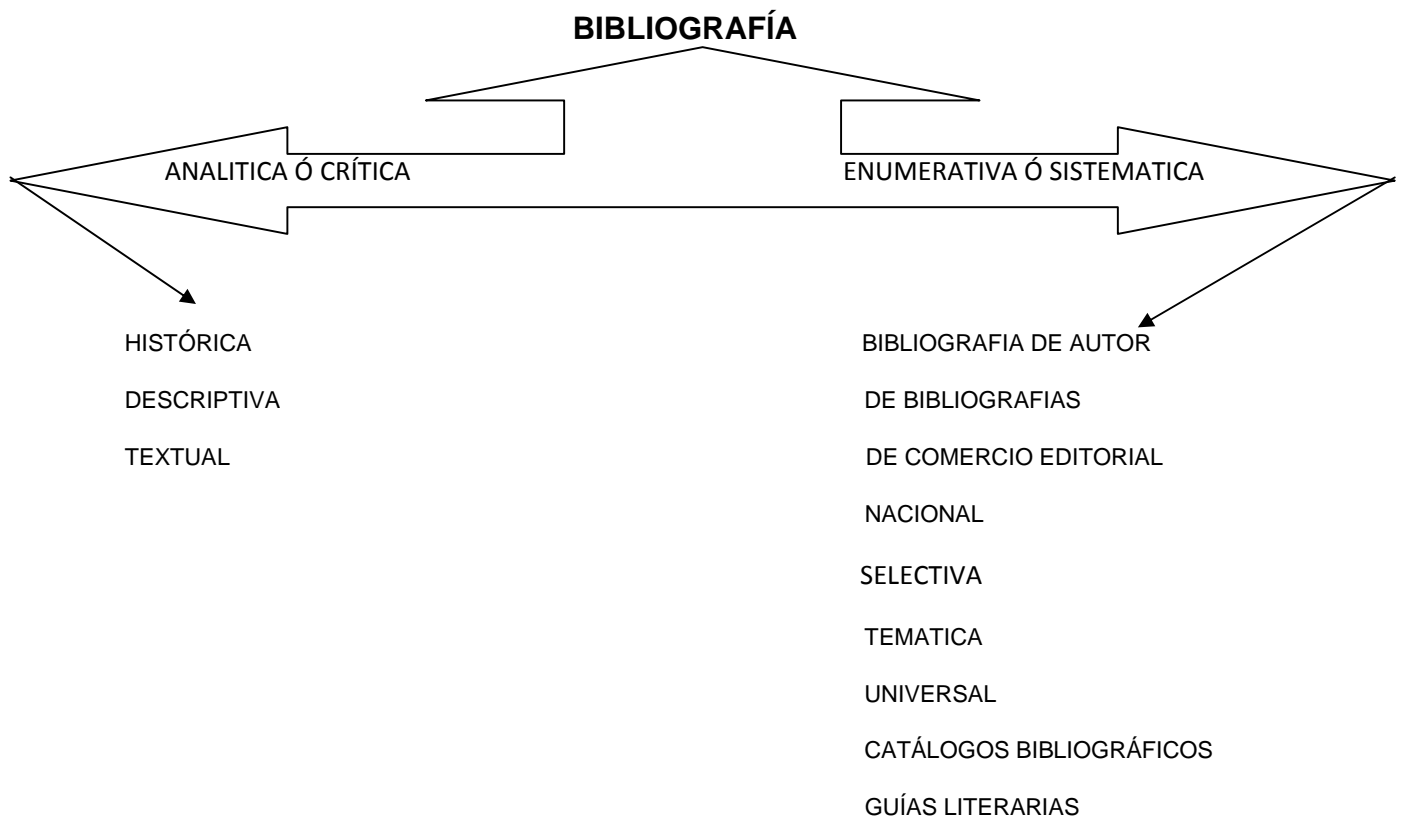 BIBLIOGRAFÍA
ANALITICA Ó CRÍTICA
ENUMERATIVA Ó SISTEMATICA
HISTÓRICA
DESCRIPTIVA
TEXTUAL
BIBLIOGRAFIA DE AUTOR
DE BIBLIOGRAFIAS
DE COMERCIO EDITORIAL
NACIONAL
SELECTIVA
TEMATICA
UNIVERSAL
CATÁLOGOS BIBLIOGRÁFICOS
GUÍAS LITERARIAS